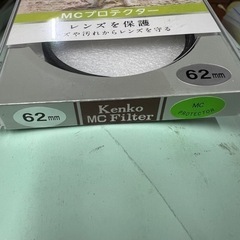 MCプロテクター
レンズを保護
や汚れからレンズを守る
62mm
62mm
Kenko
MC Filter
MC
PROTECTOR